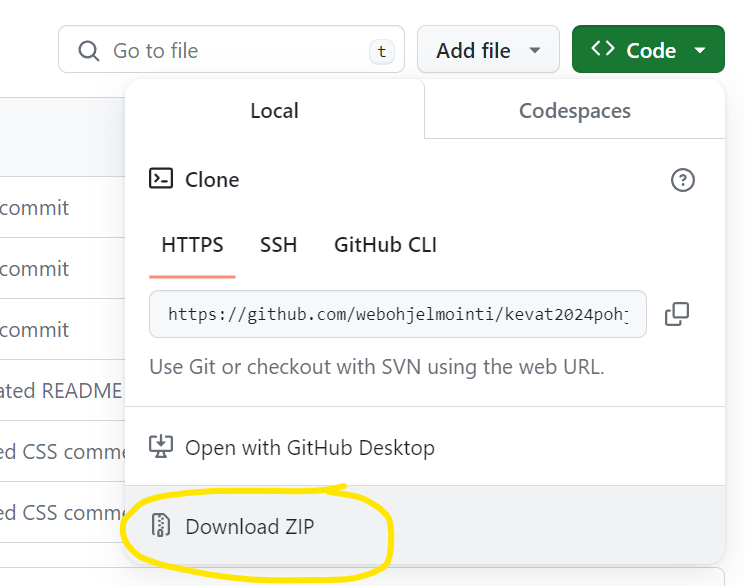 Go to file t Add file Code
Local Codespaces
Clone
commit
HTTPS SSH GitHub CLI
commit
https://github.com/webohjelmointi/kevat2024poh
commit
Use Git or checkout with SVN using the web URL.
ated README
Open with GitHub Desktop
ed CSS comme
ed CSS comme
Download ZIP